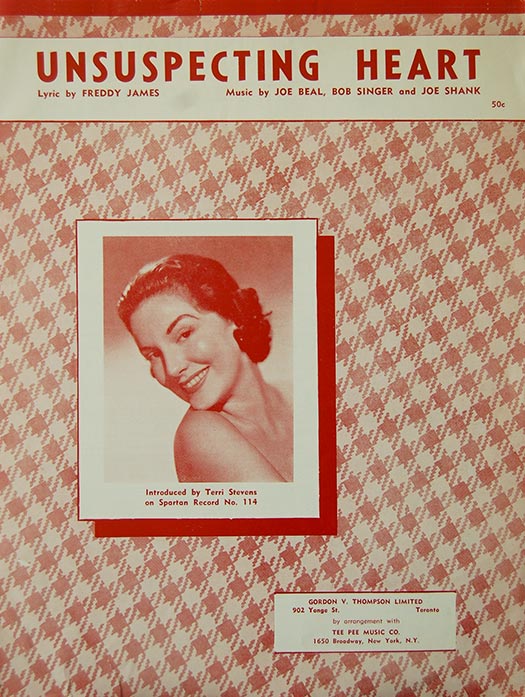 UNSUSPECTING HEART
Lyric by FREDDY JAMES Music by JOE BEAL, BOB SINGER and JOE SHANK
50c
Introduced by Terri Stevens
on Spartan Record No. 114
GORDON V. THOMPSON LIMITED
902 Yonge St. Toronto
by arrangement with
TEE PEE MUSIC CO.
1650 Broadway, New York, N.Y.